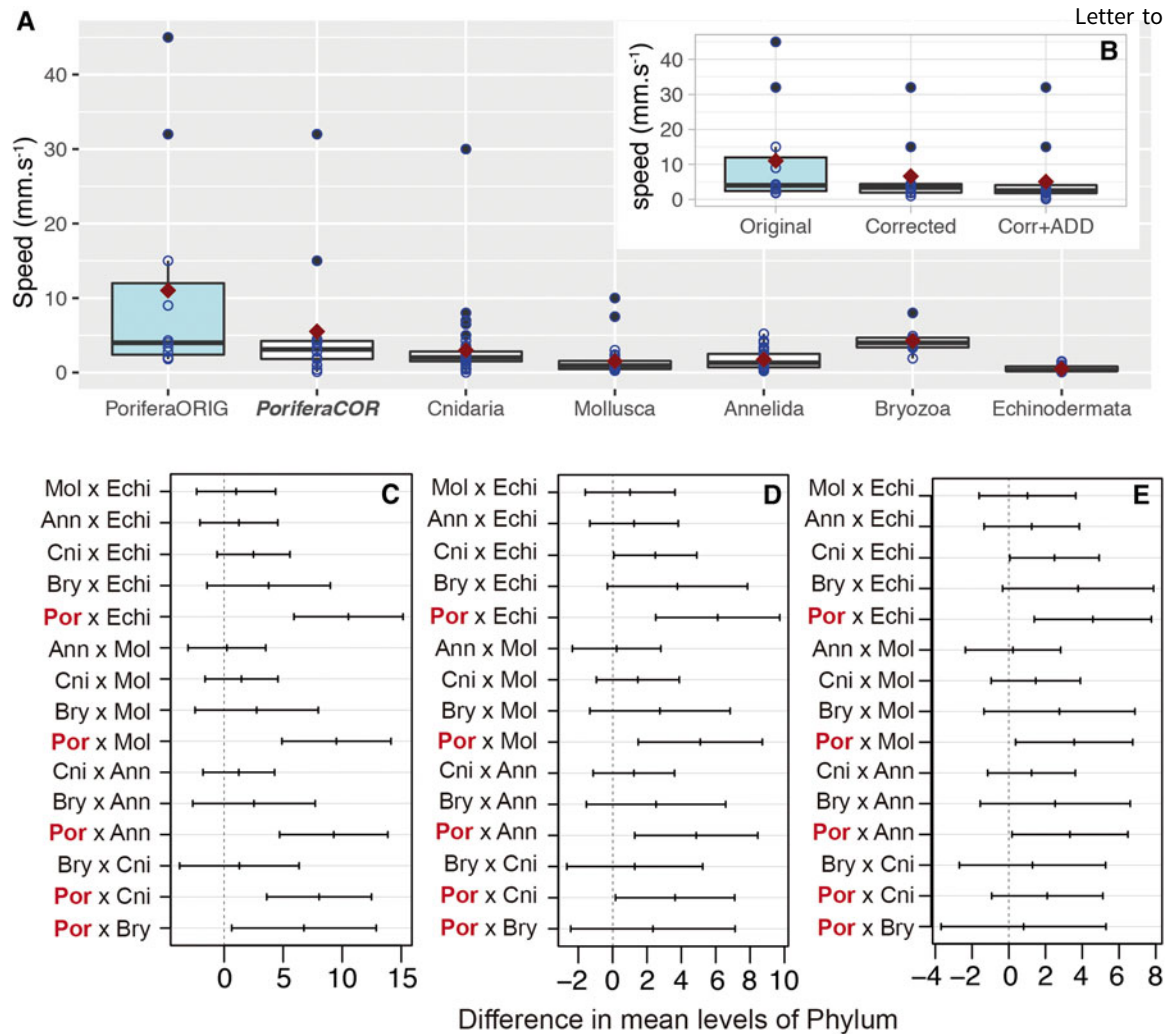 Letter to
A
Speed (mm.s-1)
40
30
20
10
0
PoriferaORIG PoriferaCOR Cnidaria Mollusca Annelida Bryozoa Echinodermata
B
speed (mm.s-1)
40
30
20
10
0
Original Corrected Corr+ADD
C
Mol x Echi
Ann x Echi
Cni x Echi
Bry x Echi
Por x Echi
Ann x Mol
Cni x Mol
Bry x Mol
Por x Mol
Cni x Ann
Bry x Ann
Por x Ann
Bry x Cni
Por x Cni
Por x Bry
0 5 10 15
D
Mol x Echi
Ann x Echi
Cni x Echi
Bry x Echi
Por x Echi
Ann x Mol
Cni x Mol
Bry x Mol
Por x Mol
Cni x Ann
Bry x Ann
Por x Ann
Bry x Cni
Por x Cni
Por x Bry
−2 0 2 4 6 8 10
E
Mol x Echi
Ann x Echi
Cni x Echi
Bry x Echi
Por x Echi
Ann x Mol
Cni x Mol
Bry x Mol
Por x Mol
Cni x Ann
Bry x Ann
Por x Ann
Bry x Cni
Por x Cni
Por x Bry
−4 −2 0 2 4 6 8
Difference in mean levels of Phylum